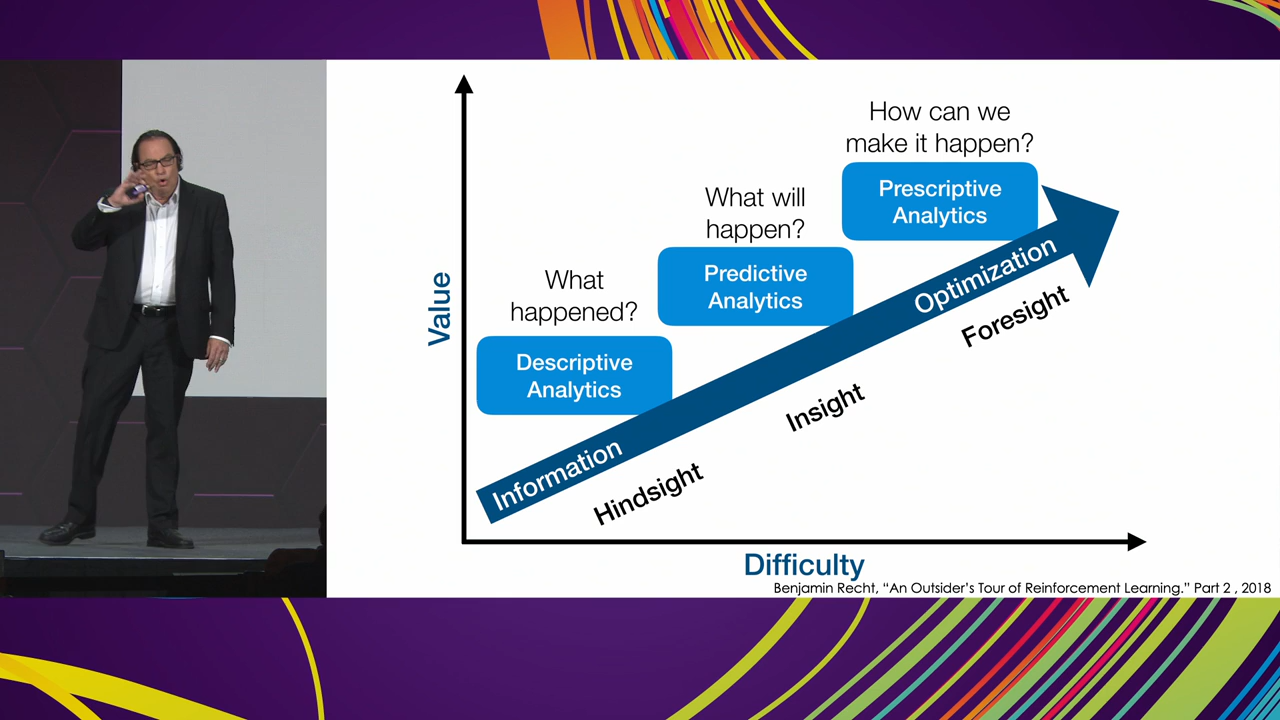 How can we
make it happen?
Prescriptive
Analytics
What will
happen?
Predictive
Analytics
What
happened?
Descriptive
Analytics
Value
Information
Optimization
Hindsight
Insight
Foresight
Difficulty
Benjamin Recht, “An Outsider’s Tour of Reinforcement Learning.” Part 2 , 2018